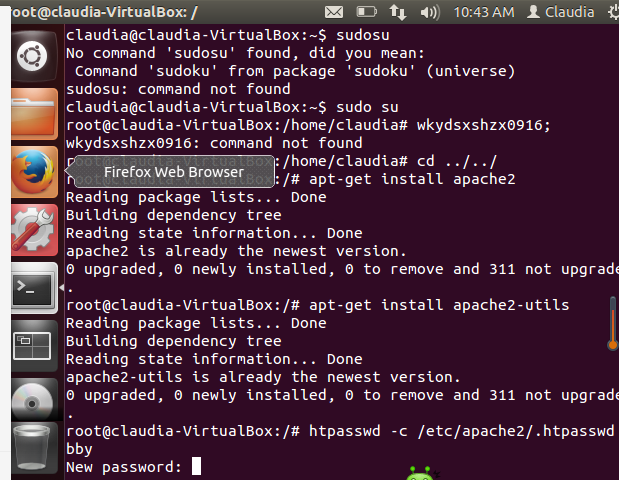 root@claudia-VirtualBox: /
10:43 AM Claudia
claudia@claudia-VirtualBox:~$ sudosu
No command 'sudosu' found, did you mean:
 Command 'sudoku' from package 'sudoku' (universe)
sudosu: command not found
claudia@claudia-VirtualBox:~$ sudo su
root@claudia-VirtualBox:/home/claudia# wkydsxshzx0916;
wkydsxshzx0916: command not found
root@claudia-VirtualBox:/home/claudia# cd ../../
Firefox Web Browser
:/# apt-get install apache2
Reading package lists... Done
Building dependency tree
Reading state information... Done
apache2 is already the newest version.
0 upgraded, 0 newly installed, 0 to remove and 311 not upgrade
.
root@claudia-VirtualBox:/# apt-get install apache2-utils
Reading package lists... Done
Building dependency tree
Reading state information... Done
apache2-utils is already the newest version.
0 upgraded, 0 newly installed, 0 to remove and 311 not upgrade
.
root@claudia-VirtualBox:/# htpasswd -c /etc/apache2/.htpasswd
bby
New password: